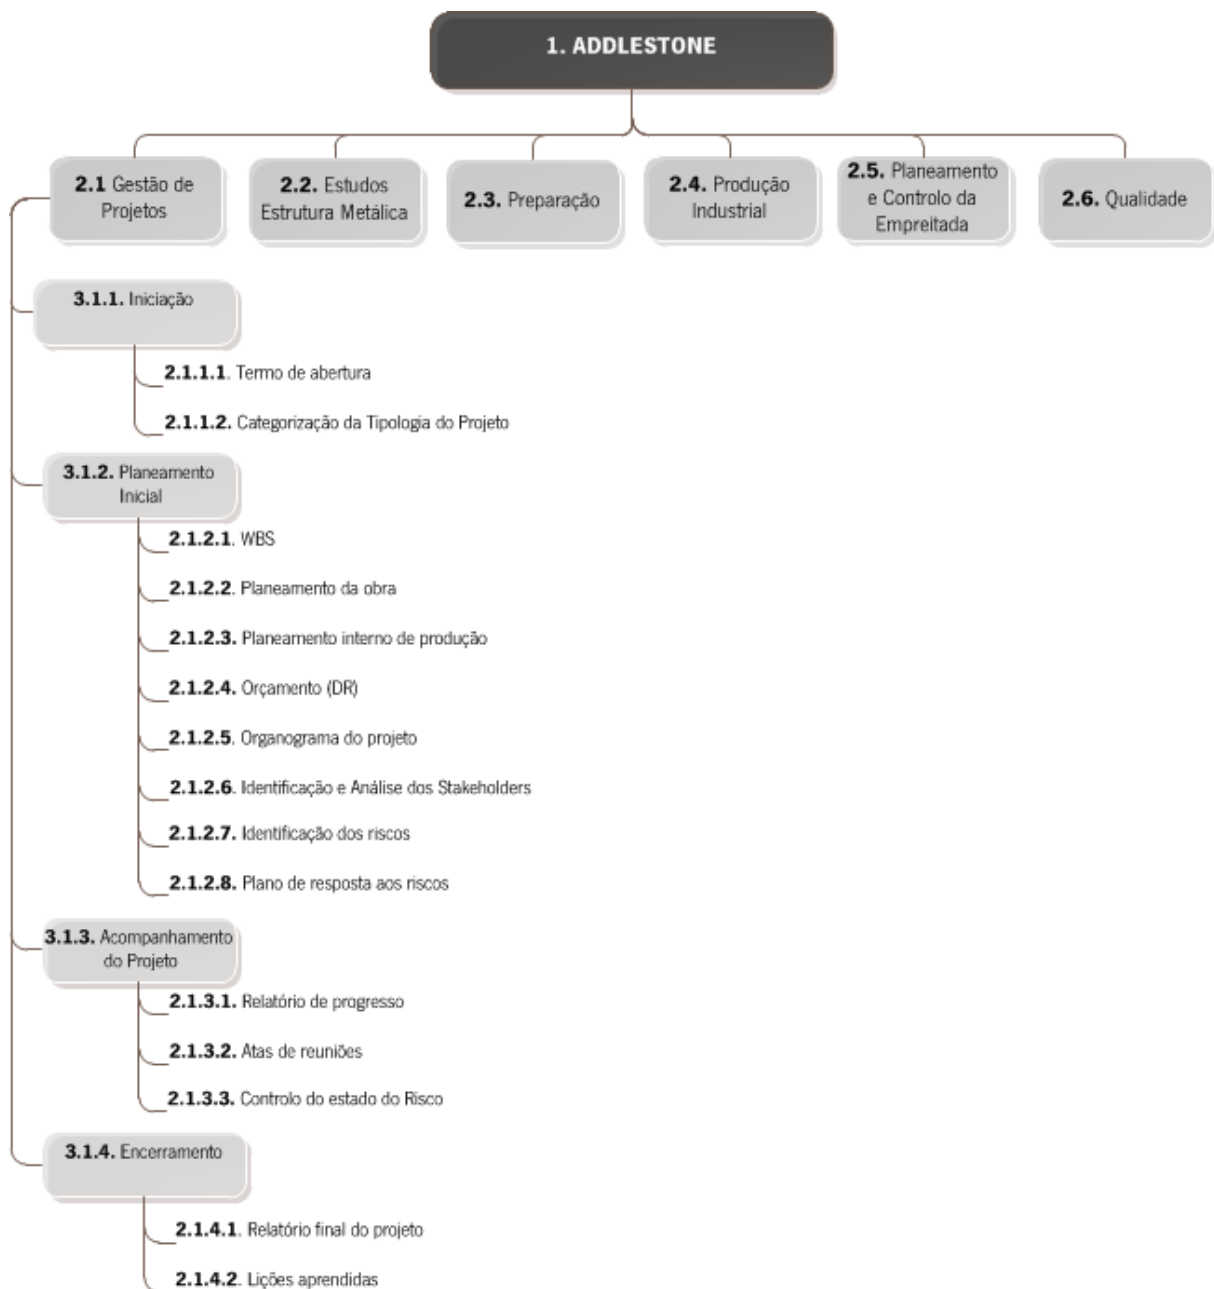 1. ADDLESTONE
2.1 Gestão de
Projetos
2.2. Estudos
Estrutura Metálica
2.3. Preparação
2.4. Produção
Industrial
2.5. Planeamento
e Controlo da
Empreitada
2.6. Qualidade
3.1.1. Iniciação
2.1.1.1. Termo de abertura
2.1.1.2. Categorização da Tipologia do Projeto
3.1.2. Planeamento
Inicial
2.1.2.1. WBS
2.1.2.2. Planeamento da obra
2.1.2.3. Planeamento interno de produção
2.1.2.4. Orçamento (DR)
2.1.2.5. Organograma do projeto
2.1.2.6. Identificação e Análise dos Stakeholders
2.1.2.7. Identificação dos riscos
2.1.2.8. Plano de resposta aos riscos
3.1.3. Acompanhamento
do Projeto
2.1.3.1. Relatório de progresso
2.1.3.2. Atas de reuniões
2.1.3.3. Controlo do estado do Risco
3.1.4. Encerramento
2.1.4.1. Relatório final do projeto
2.1.4.2. Lições aprendidas